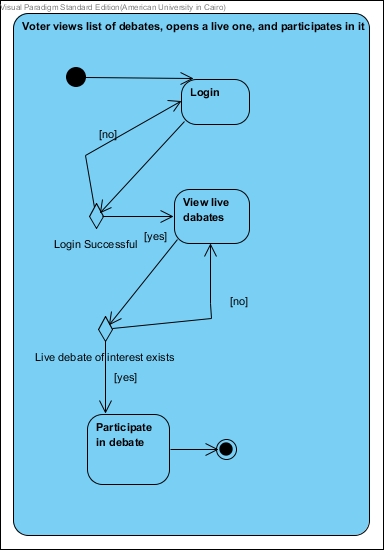 Visual Paradigm Standard Edition(American University in Cairo)
Voter views list of debates, opens a live one, and participates in it
Login
[no]
View live
dabates
[yes]
Login Successful
[no]
Live debate of interest exists
[yes]
Participate
in debate